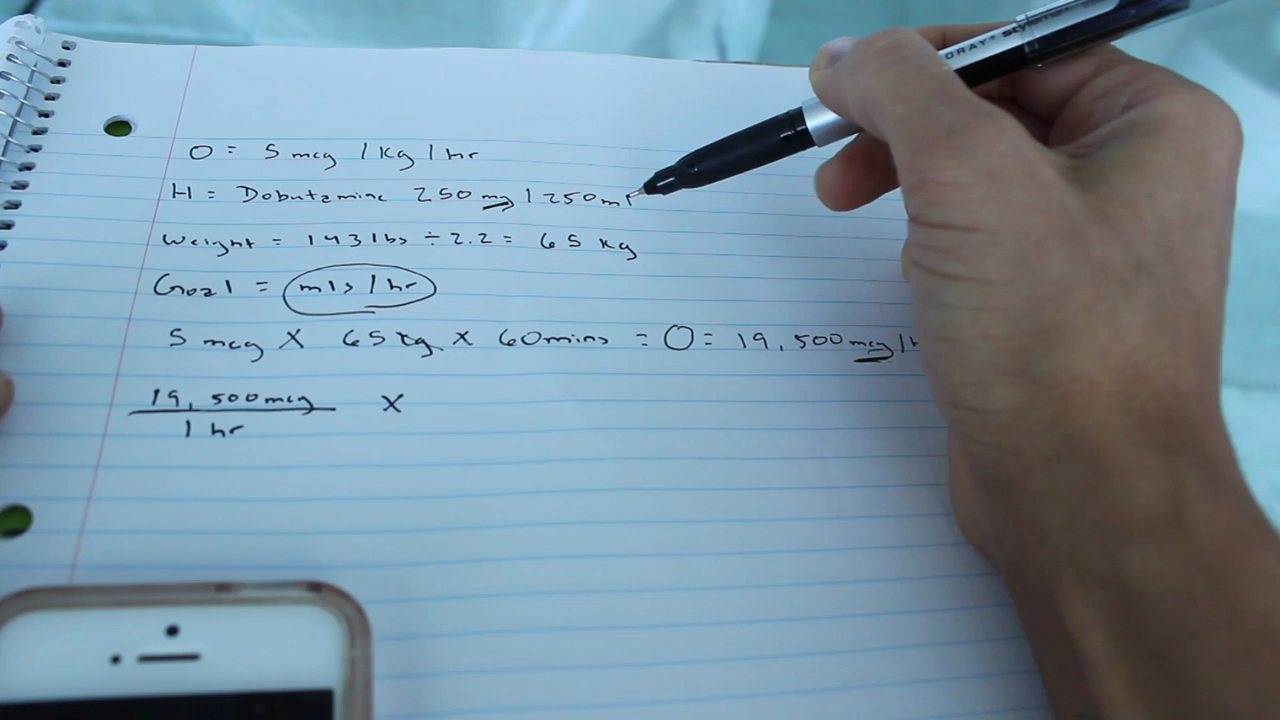 O = 5 mcg / kg / hr
H = Dobutamine 250 mg / 250 ml
Weight = 143 lbs ÷ 2.2 = 65 kg
Goal = mls / hr
5 mcg X 65 kg X 60 mins = O = 19,500 mcg /
19,500 mcg X
1 hr